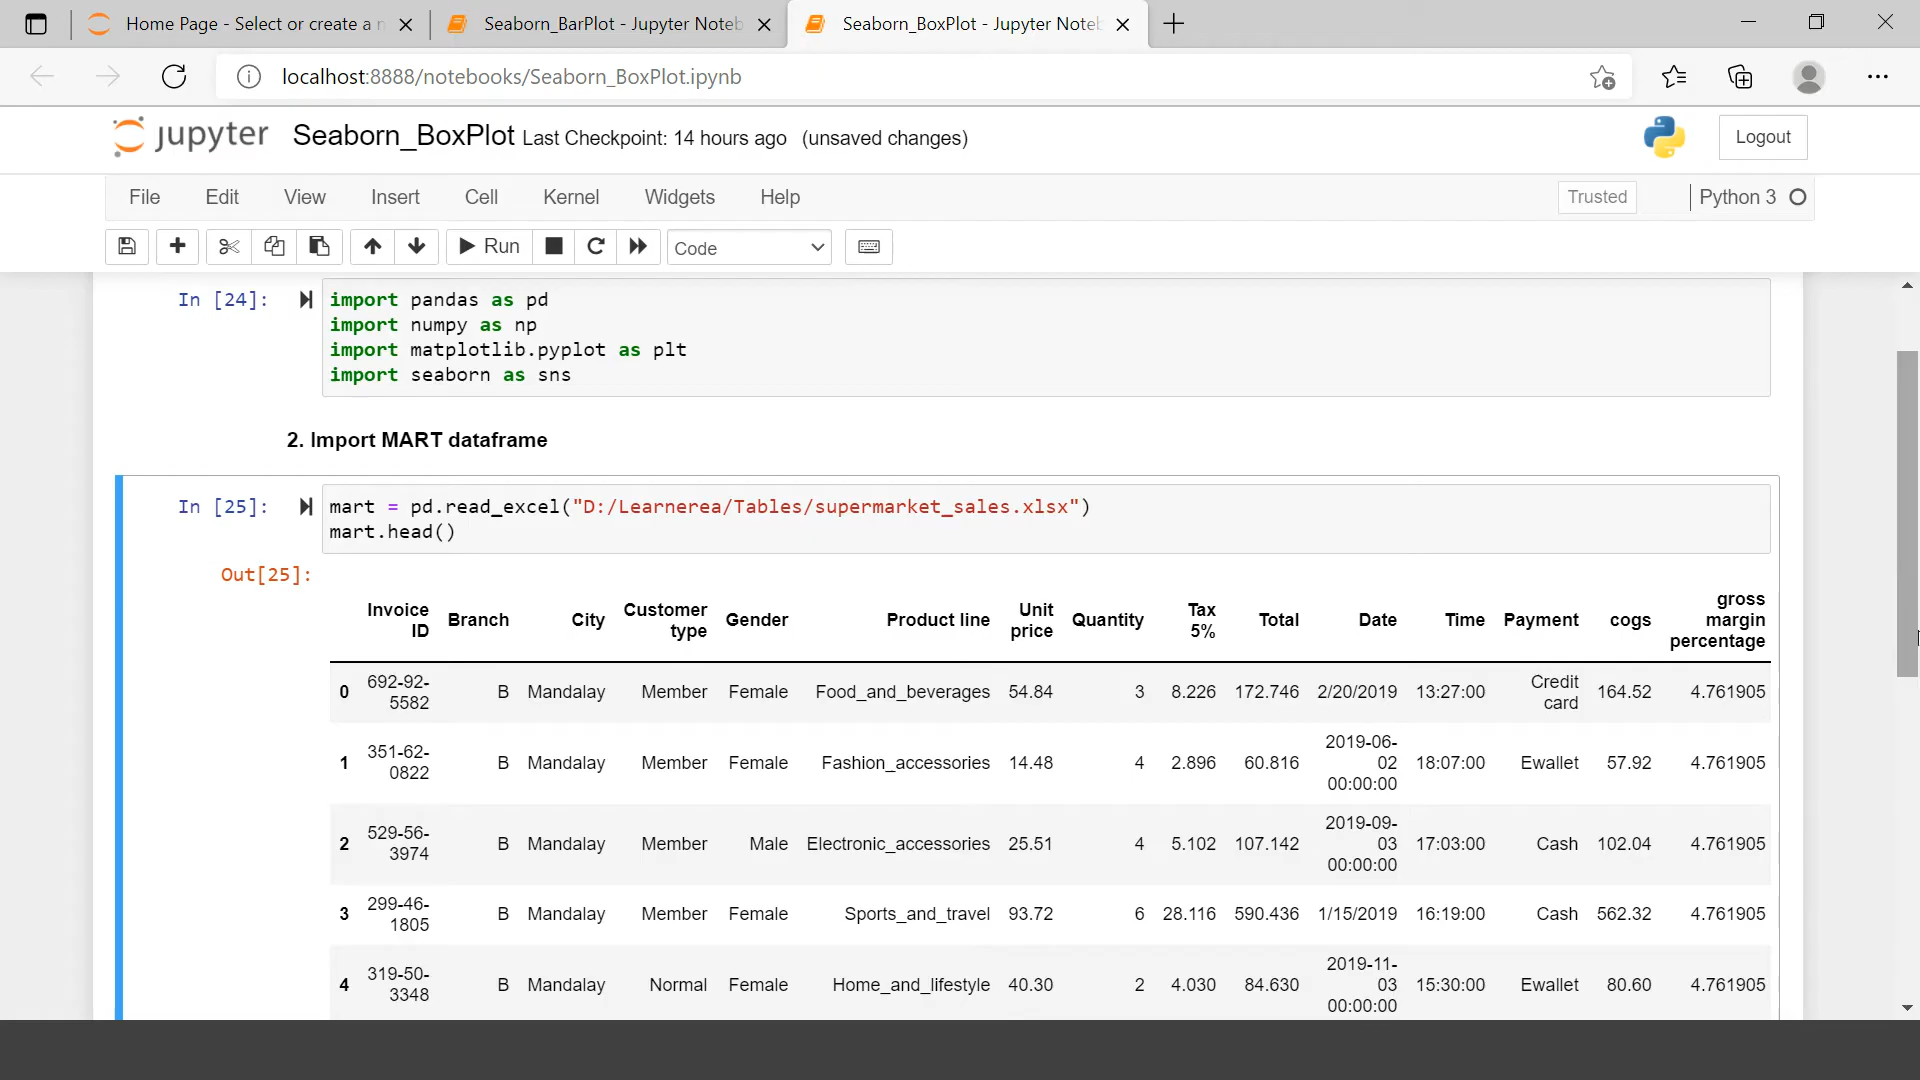 Home Page - Select or create a n
Seaborn_BarPlot - Jupyter Noteb
Seaborn_BoxPlot - Jupyter Noteb
localhost:8888/notebooks/Seaborn_BoxPlot.ipynb
jupyter Seaborn_BoxPlot Last Checkpoint: 14 hours ago (unsaved changes)
Logout
File Edit View Insert Cell Kernel Widgets Help Trusted Python 3
Run Code
In [24]: import pandas as pd
import numpy as np
import matplotlib.pyplot as plt
import seaborn as sns
2. Import MART dataframe
In [25]: mart = pd.read_excel("D:/Learnerea/Tables/supermarket_sales.xlsx")
mart.head()
Out[25]:
Invoice ID Branch City Customer type Gender Product line Unit price Quantity Tax 5% Total Date Time Payment cogs gross margin percentage
0 692-92-5582 B Mandalay Member Female Food_and_beverages 54.84 3 8.226 172.746 2/20/2019 13:27:00 Credit card 164.52 4.761905
1 351-62-0822 B Mandalay Member Female Fashion_accessories 14.48 4 2.896 60.816 2019-06-02 00:00:00 18:07:00 Ewallet 57.92 4.761905
2 529-56-3974 B Mandalay Member Male Electronic_accessories 25.51 4 5.102 107.142 2019-09-03 00:00:00 17:03:00 Cash 102.04 4.761905
3 299-46-1805 B Mandalay Member Female Sports_and_travel 93.72 6 28.116 590.436 1/15/2019 16:19:00 Cash 562.32 4.761905
4 319-50-3348 B Mandalay Normal Female Home_and_lifestyle 40.30 2 4.030 84.630 2019-11-03 00:00:00 15:30:00 Ewallet 80.60 4.761905